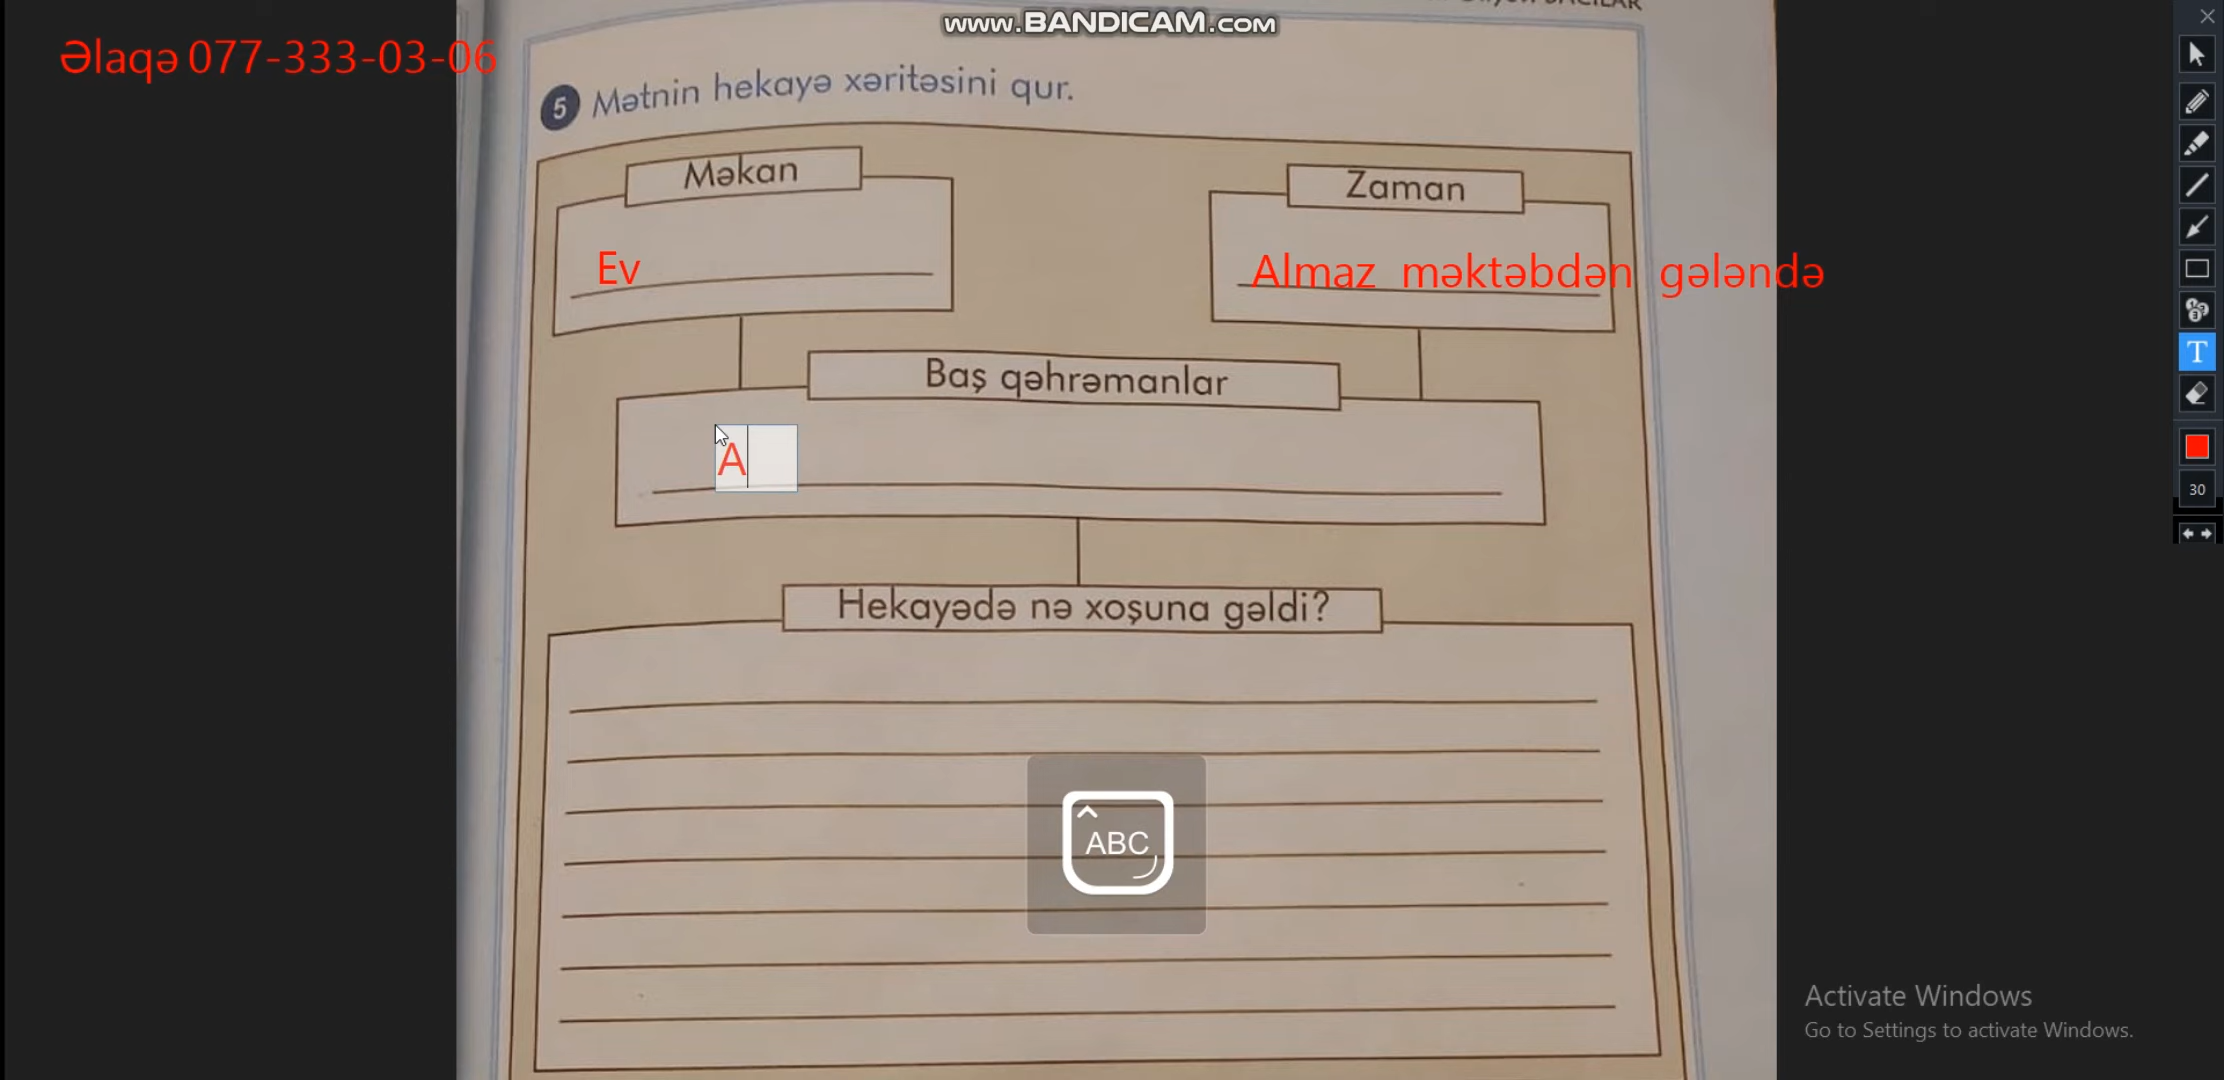 www.BANDICAM.com
Əlaqə 077-333-03-06
5 Mətnin hekayə xəritəsini qur.
Məkan
Zaman
Ev
Almaz məktəbdən gələndə
Baş qəhrəmanlar
A
Hekayədə nə xoşuna gəldi?
ABC
T
30
Activate Windows
Go to Settings to activate Windows.